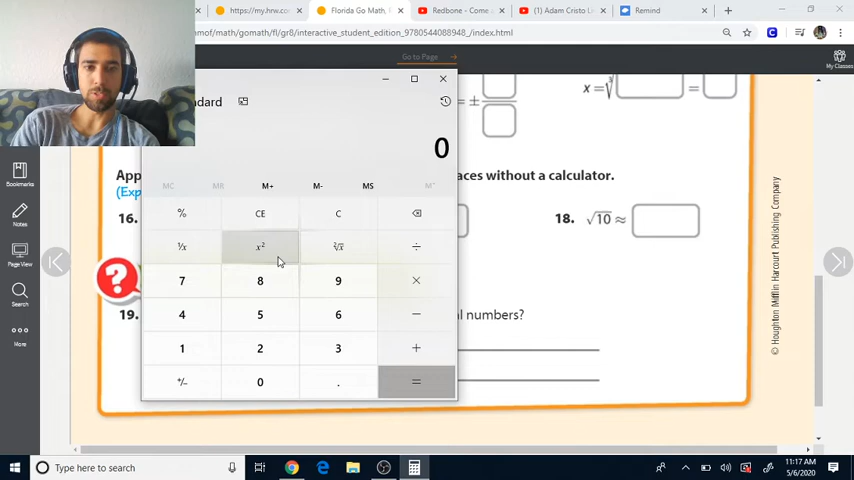 https://my.hrw.com
Florida Go Math,
Redbone - Come
(1) Adam Cristo Li
Remind
mof/math/gomath/fl/gr8/interactive_student_edition_9780544088948_/index.html
Go to Page
My Classes
ndard
0
MC MR M+ M- MS M˅
% CE C ⌫
¹/x x² ²√x ÷
7 8 9 ×
4 5 6 −
1 2 3 +
+/− 0 . =
= ±
x = ³√ =
App
aces without a calculator.
(Exp
16.
18. √10 ≈
?
19.
al numbers?
© Houghton Mifflin Harcourt Publishing Company
Bookmarks
Notes
Page View
Search
More
Type here to search
11:17 AM
5/6/2020